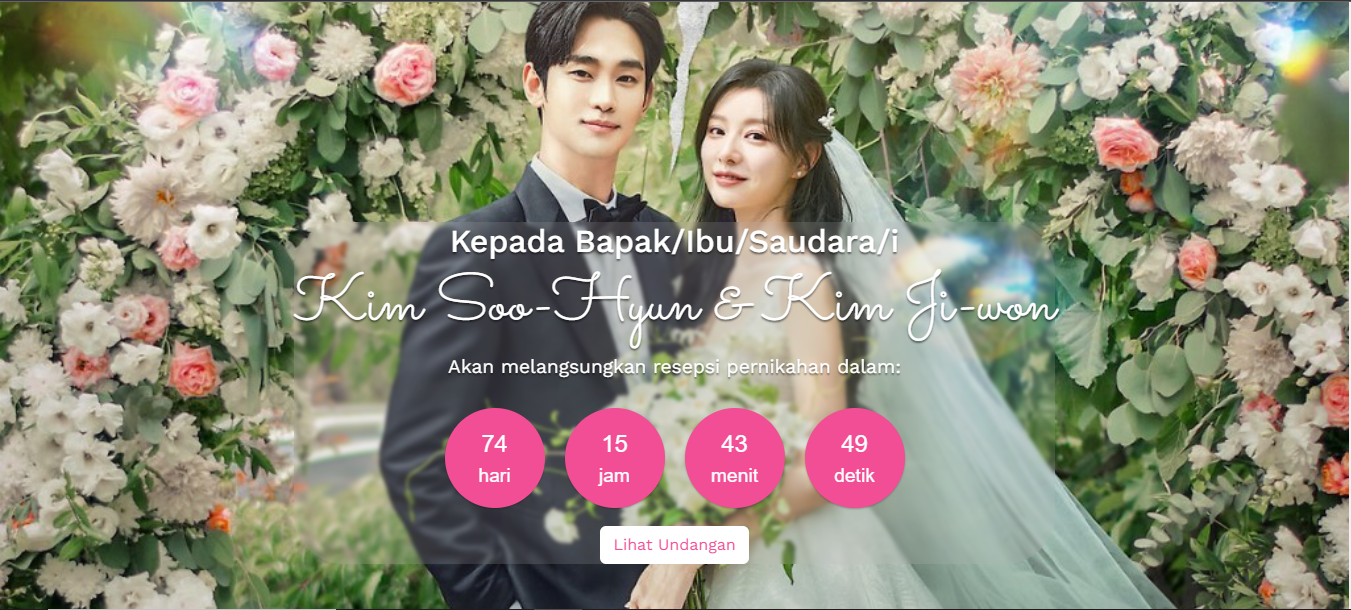 Kepada Bapak/Ibu/Saudara/i
Kim Soo-Hyun & Kim Ji-won
Akan melangsungkan resepsi pernikahan dalam:
74 15 43 49
hari jam menit detik
Lihat Undangan